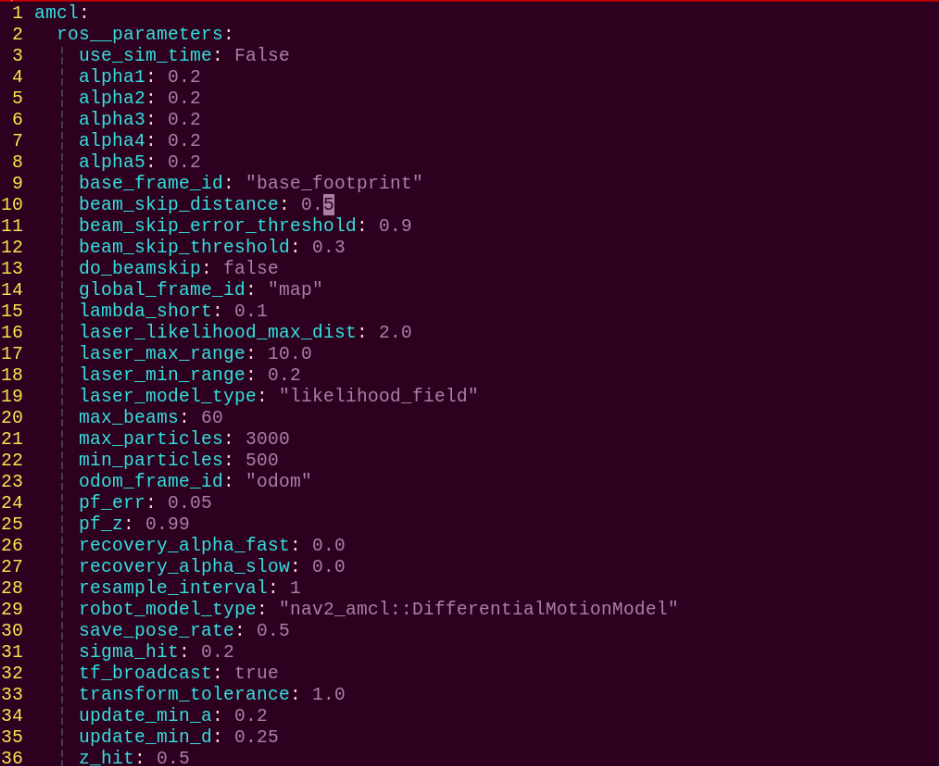 1 amcl:
2   ros__parameters:
3     use_sim_time: False
4     alpha1: 0.2
5     alpha2: 0.2
6     alpha3: 0.2
7     alpha4: 0.2
8     alpha5: 0.2
9     base_frame_id: "base_footprint"
10     beam_skip_distance: 0.5
11     beam_skip_error_threshold: 0.9
12     beam_skip_threshold: 0.3
13     do_beamskip: false
14     global_frame_id: "map"
15     lambda_short: 0.1
16     laser_likelihood_max_dist: 2.0
17     laser_max_range: 10.0
18     laser_min_range: 0.2
19     laser_model_type: "likelihood_field"
20     max_beams: 60
21     max_particles: 3000
22     min_particles: 500
23     odom_frame_id: "odom"
24     pf_err: 0.05
25     pf_z: 0.99
26     recovery_alpha_fast: 0.0
27     recovery_alpha_slow: 0.0
28     resample_interval: 1
29     robot_model_type: "nav2_amcl::DifferentialMotionModel"
30     save_pose_rate: 0.5
31     sigma_hit: 0.2
32     tf_broadcast: true
33     transform_tolerance: 1.0
34     update_min_a: 0.2
35     update_min_d: 0.25
36     z_hit: 0.5